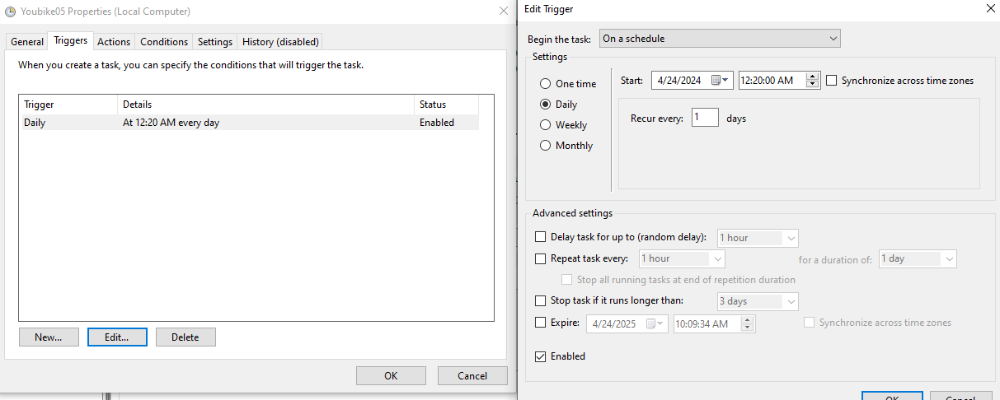 Youbike05 Properties (Local Computer)
General Triggers Actions Conditions Settings History (disabled)
When you create a task, you can specify the conditions that will trigger the task.
Trigger Details Status
Daily At 12:20 AM every day Enabled
New... Edit... Delete
OK Cancel
Edit Trigger
Begin the task: On a schedule
Settings
One time
Daily
Weekly
Monthly
Start: 4/24/2024 12:20:00 AM Synchronize across time zones
Recur every: 1 days
Advanced settings
Delay task for up to (random delay): 1 hour
Repeat task every: 1 hour for a duration of: 1 day
Stop all running tasks at end of repetition duration
Stop task if it runs longer than: 3 days
Expire: 4/24/2025 10:09:34 AM Synchronize across time zones
Enabled
OK Cancel